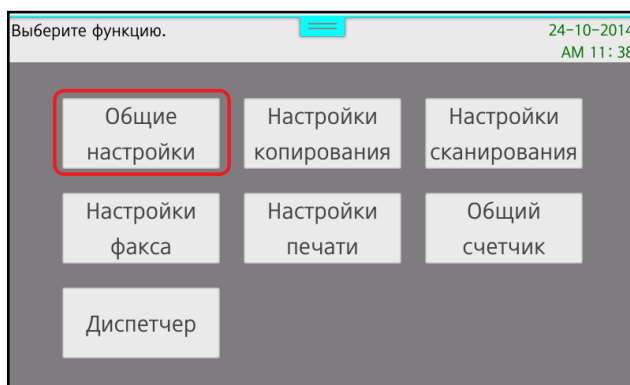 Выберите функцию.
24-10-2014
AM 11:38
Общие
настройки
Настройки
копирования
Настройки
сканирования
Настройки
факса
Настройки
печати
Общий
счетчик
Диспетчер